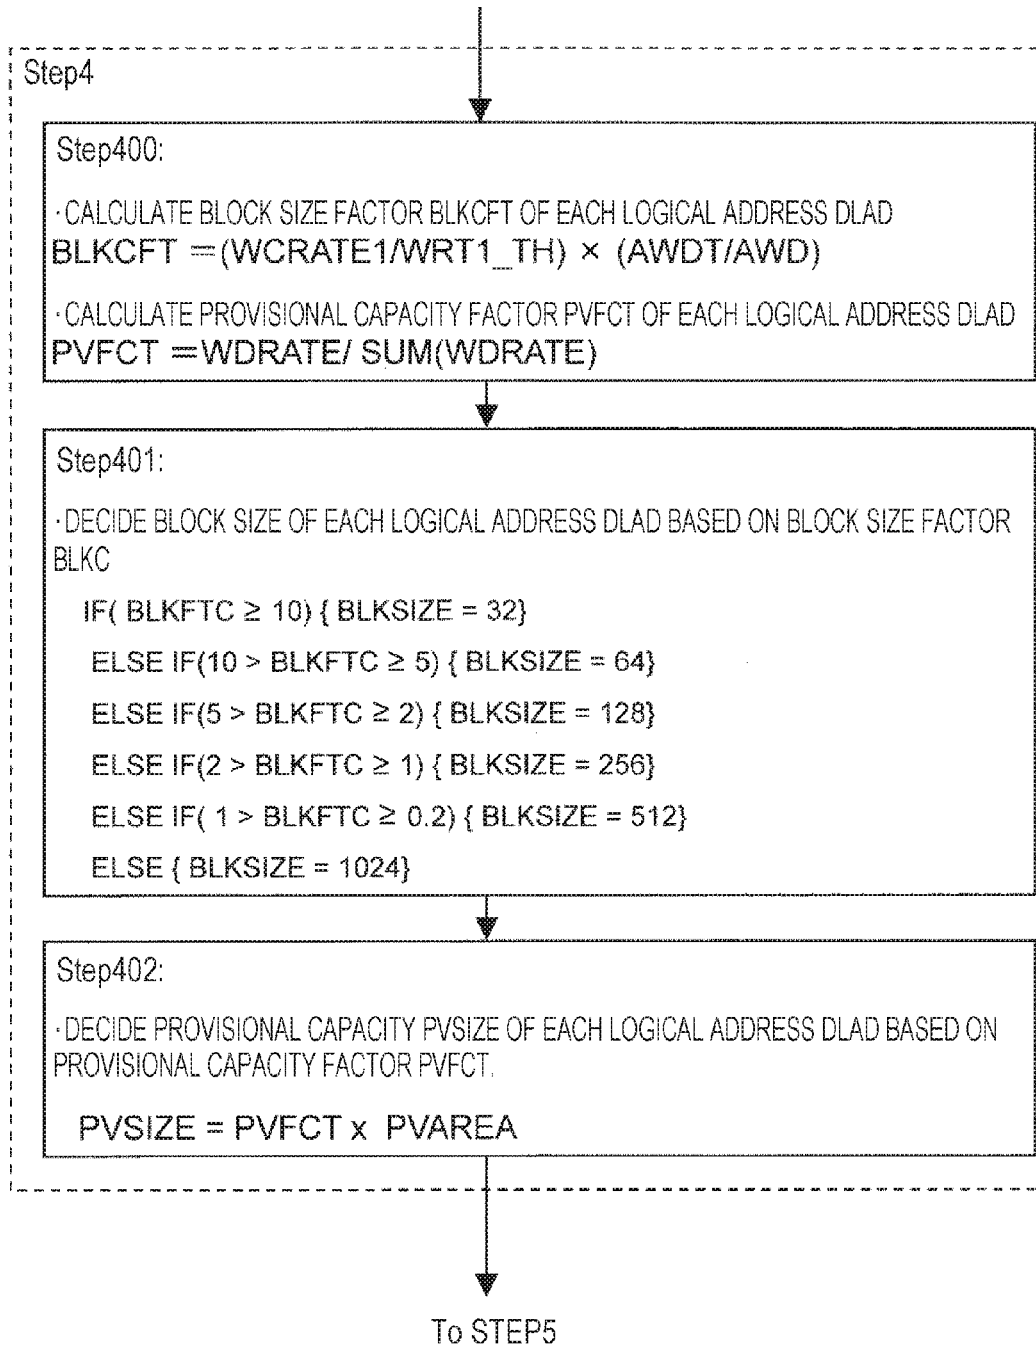 Step4
Step400:
·CALCULATE BLOCK SIZE FACTOR BLKCFT OF EACH LOGICAL ADDRESS DLAD
BLKCFT =(WCRATE1/WRT1_TH) × (AWDT/AWD)
·CALCULATE PROVISIONAL CAPACITY FACTOR PVFCT OF EACH LOGICAL ADDRESS DLAD
PVFCT =WDRATE/ SUM(WDRATE)
Step401:
·DECIDE BLOCK SIZE OF EACH LOGICAL ADDRESS DLAD BASED ON BLOCK SIZE FACTOR
BLKC
IF( BLKFTC ≥ 10) { BLKSIZE = 32}
ELSE IF(10 > BLKFTC ≥ 5) { BLKSIZE = 64}
ELSE IF(5 > BLKFTC ≥ 2) { BLKSIZE = 128}
ELSE IF(2 > BLKFTC ≥ 1) { BLKSIZE = 256}
ELSE IF( 1 > BLKFTC ≥ 0.2) { BLKSIZE = 512}
ELSE { BLKSIZE = 1024}
Step402:
·DECIDE PROVISIONAL CAPACITY PVSIZE OF EACH LOGICAL ADDRESS DLAD BASED ON
PROVISIONAL CAPACITY FACTOR PVFCT.
PVSIZE = PVFCT x PVAREA
To STEP5